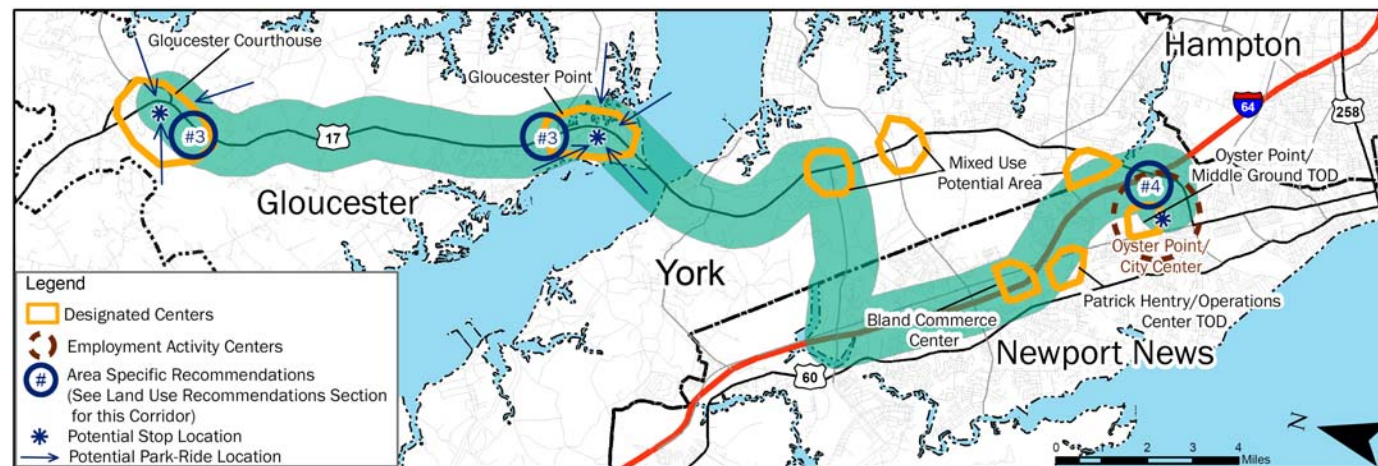 Gloucester Courthouse
Gloucester Point
Hampton
64
258
17
#3
#3
Mixed Use
Potential Area
Oyster Point/
Middle Ground TOD
#4
Gloucester
Oyster Point/
City Center
York
Patrick Hentry/Operations
Center TOD
Bland Commerce
Center
Newport News
60
Legend
Designated Centers
Employment Activity Centers
# Area Specific Recommendations
(See Land Use Recommendations Section
for this Corridor)
Potential Stop Location
Potential Park-Ride Location
N
0 1 2 3 4
Miles